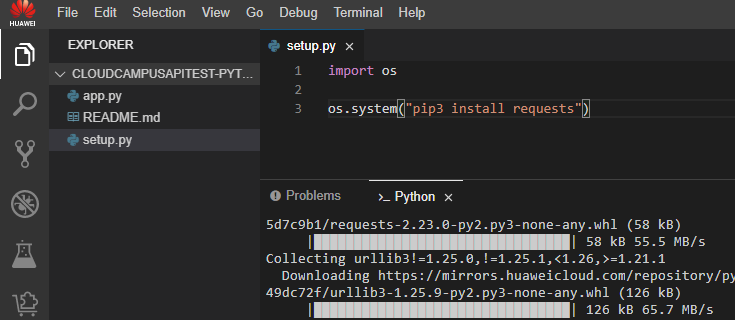 HUAWEI
File Edit Selection View Go Debug Terminal Help
EXPLORER
CLOUDCAMPUSAPITEST-PYT...
app.py
README.md
setup.py
setup.py ×
1 import os
2
3 os.system("pip3 install requests")
Problems >_ Python ×
5d7c9b1/requests-2.23.0-py2.py3-none-any.whl (58 kB)
| | 58 kB 55.5 MB/s
Collecting urllib3!=1.25.0,!=1.25.1,<1.26,>=1.21.1
Downloading https://mirrors.huaweicloud.com/repository/py
49dc72f/urllib3-1.25.9-py2.py3-none-any.whl (126 kB)
| | 126 kB 65.7 MB/s